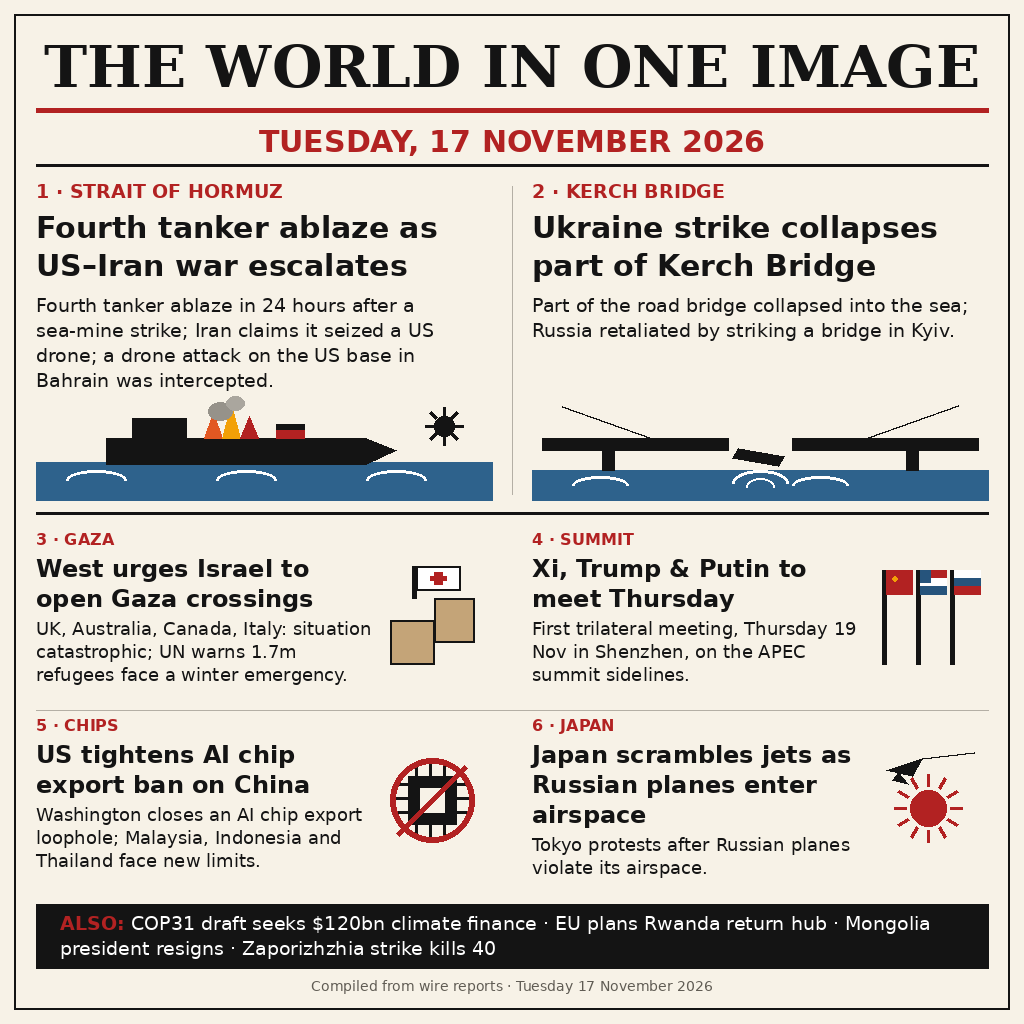 THE WORLD IN ONE IMAGE
TUESDAY, 17 NOVEMBER 2026
1 · STRAIT OF HORMUZ
Fourth tanker ablaze as
US–Iran war escalates
Fourth tanker ablaze in 24 hours after a
sea-mine strike; Iran claims it seized a US
drone; a drone attack on the US base in
Bahrain was intercepted.
2 · KERCH BRIDGE
Ukraine strike collapses
part of Kerch Bridge
Part of the road bridge collapsed into the sea;
Russia retaliated by striking a bridge in Kyiv.
3 · GAZA
West urges Israel to
open Gaza crossings
UK, Australia, Canada, Italy: situation
catastrophic; UN warns 1.7m
refugees face a winter emergency.
4 · SUMMIT
Xi, Trump & Putin to
meet Thursday
First trilateral meeting, Thursday 19
Nov in Shenzhen, on the APEC
summit sidelines.
5 · CHIPS
US tightens AI chip
export ban on China
Washington closes an AI chip export
loophole; Malaysia, Indonesia and
Thailand face new limits.
6 · JAPAN
Japan scrambles jets as
Russian planes enter
airspace
Tokyo protests after Russian planes
violate its airspace.
ALSO: COP31 draft seeks $120bn climate finance · EU plans Rwanda return hub · Mongolia
president resigns · Zaporizhzhia strike kills 40
Compiled from wire reports · Tuesday 17 November 2026